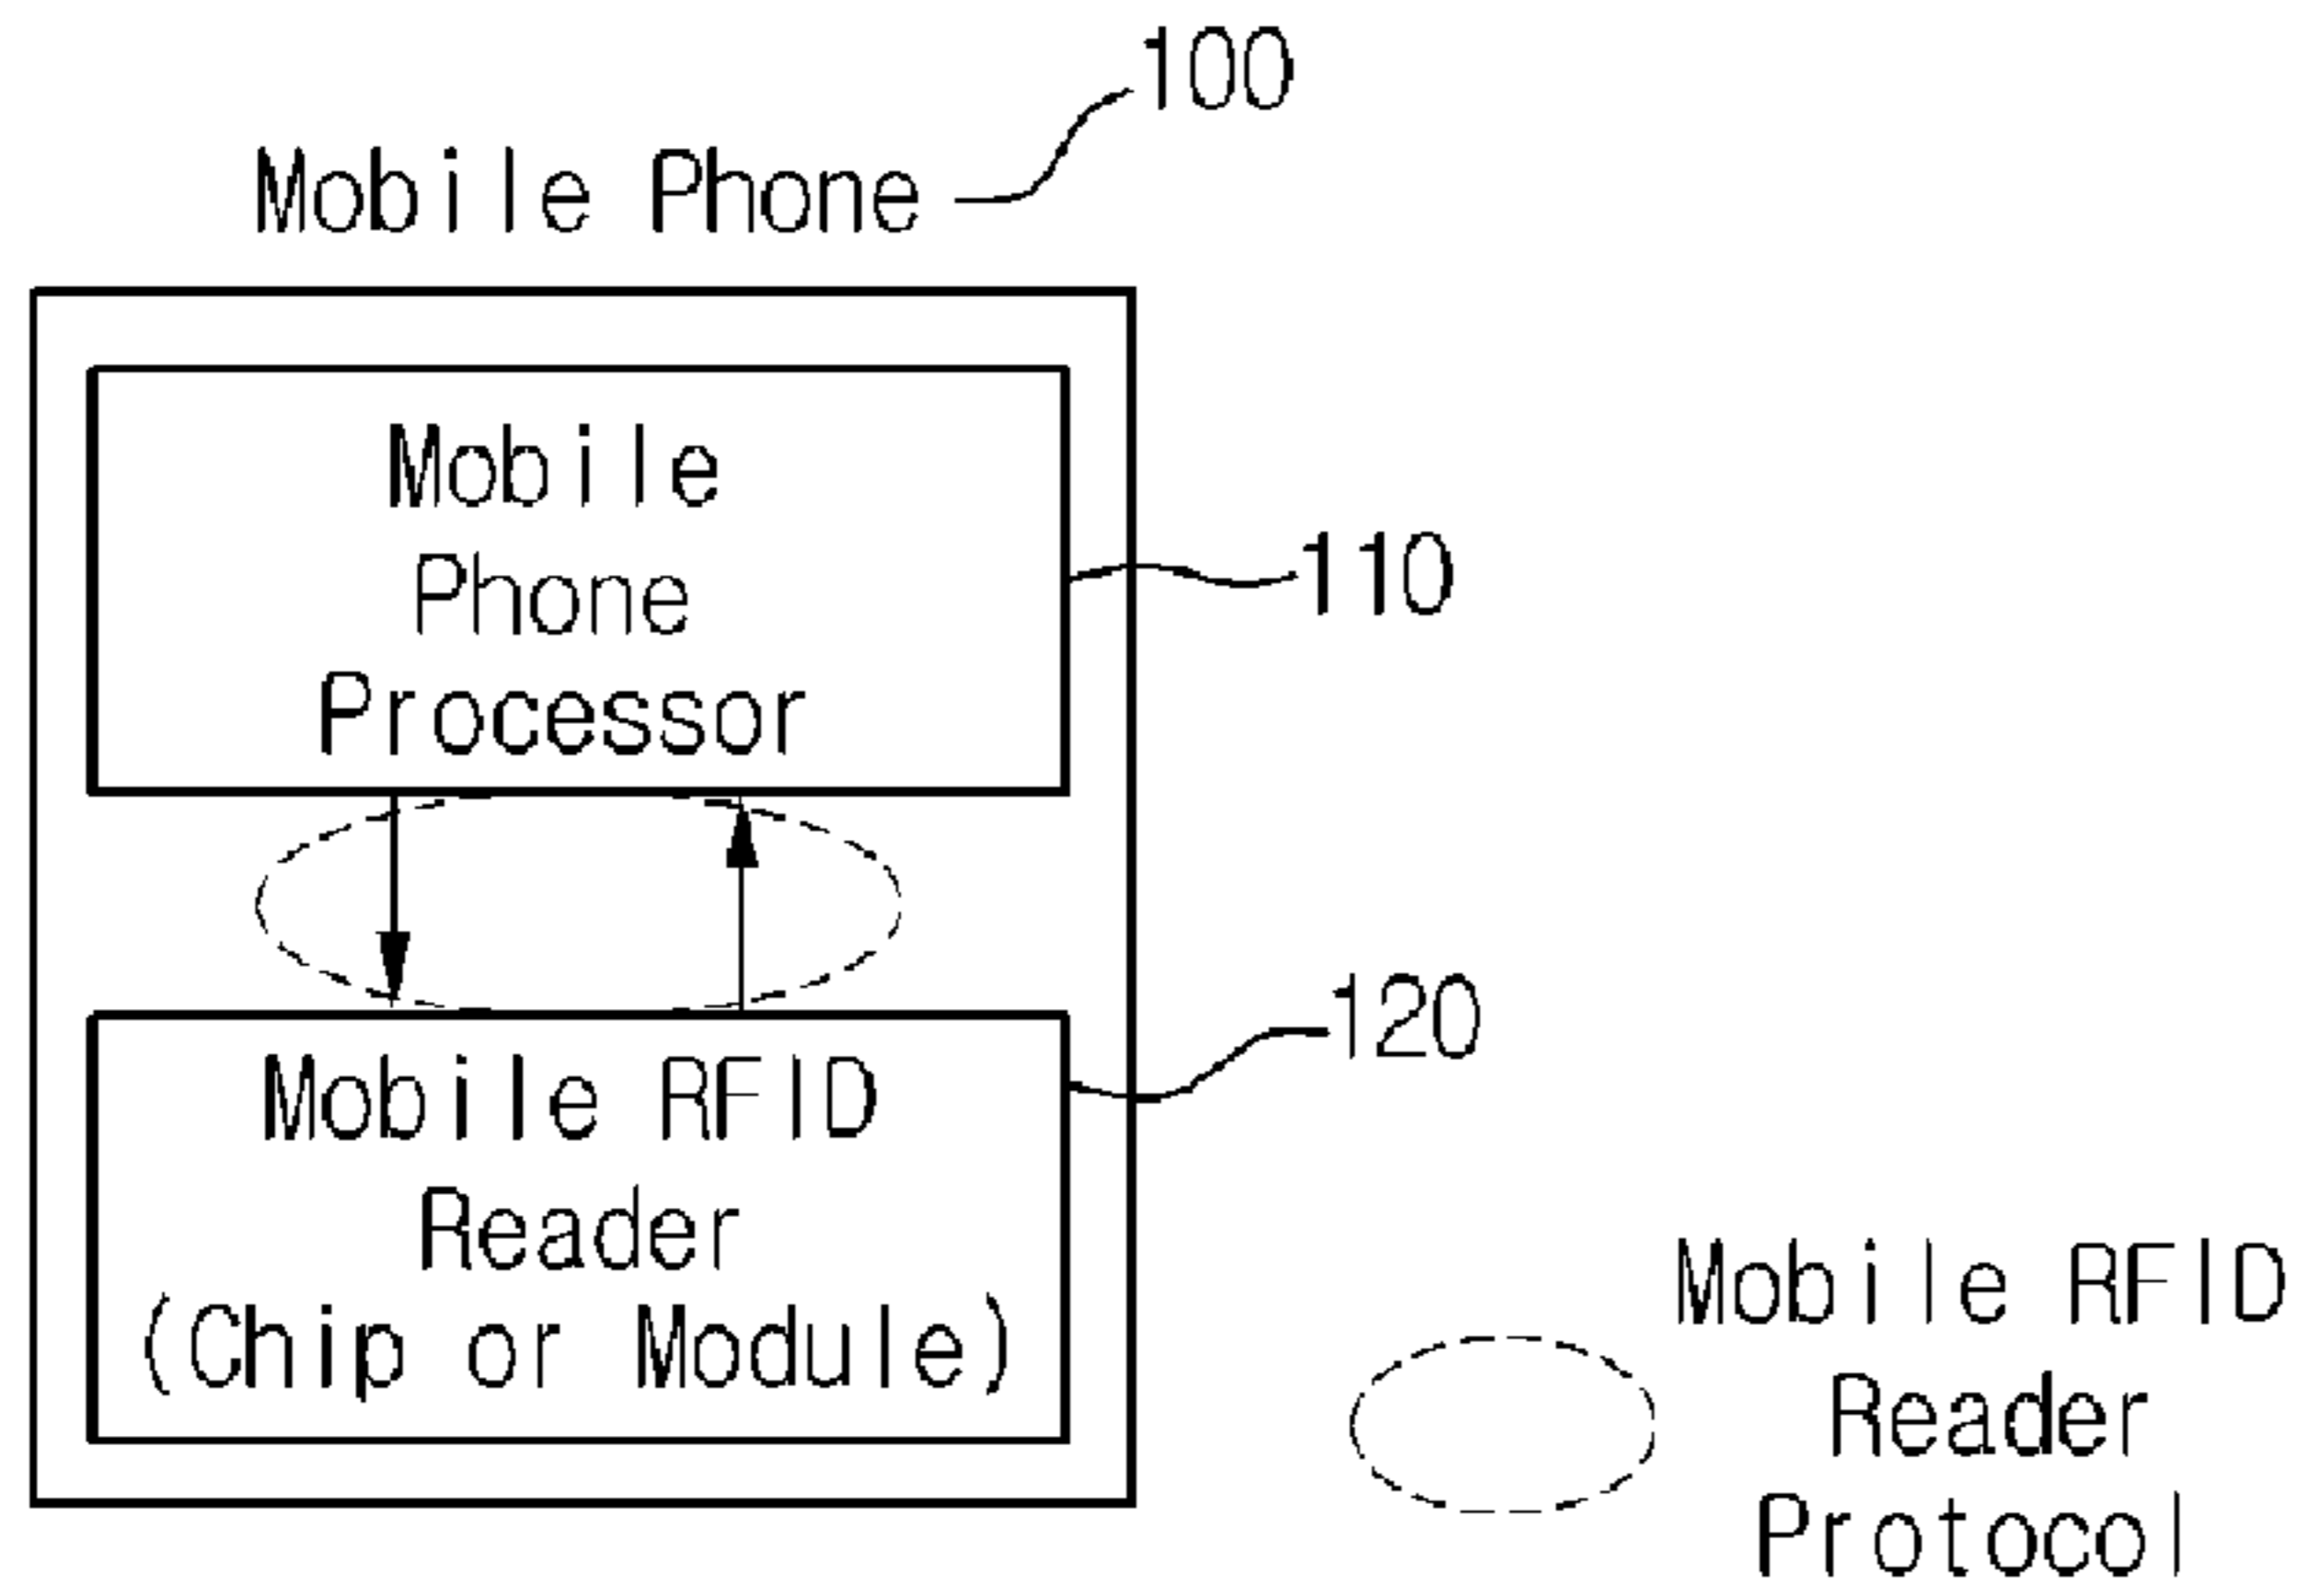 100
Mobile Phone
Mobile
Phone
Processor
110
120
Mobile RFID
Reader
(Chip or Module)
Mobile RFID
Reader
Protocol